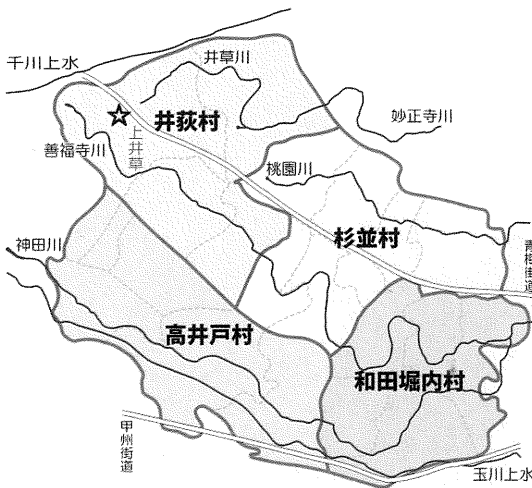 千川上水
井草川
妙正寺川
井荻村
上井草
善福寺川
桃園川
杉並村
青梅街道
神田川
高井戸村
和田堀内村
甲州街道
玉川上水